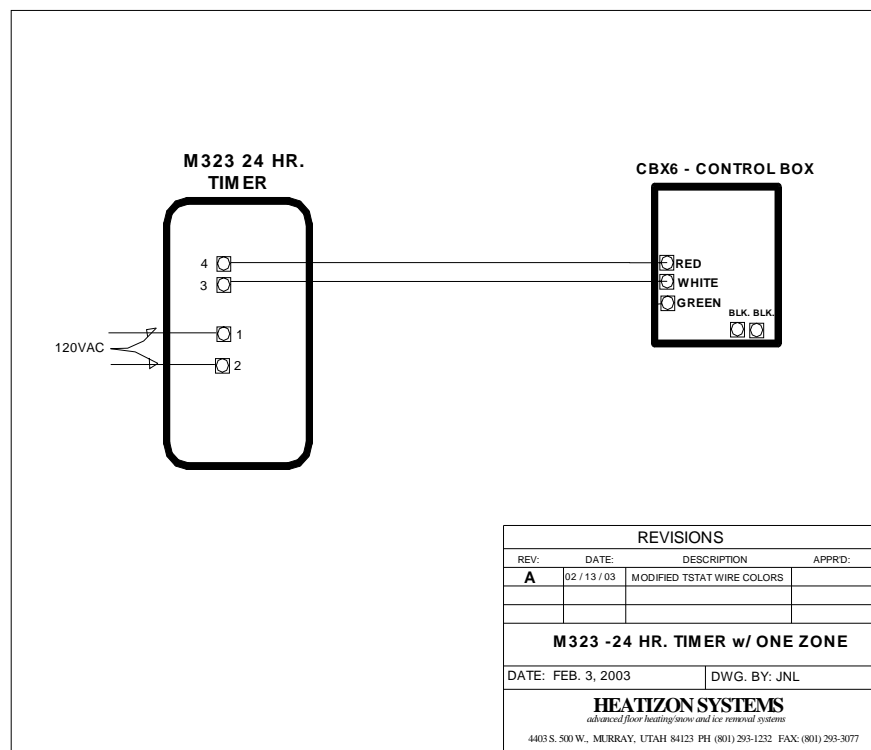 M323 24 HR.
TIMER
CBX6 - CONTROL BOX
4
3
RED
WHITE
GREEN
BLK. BLK.
1
120VAC
2
REVISIONS
REV: DATE: DESCRIPTION APPR'D:
A 02 / 13 / 03 MODIFIED TSTAT WIRE COLORS
M323 -24 HR. TIMER w/ ONE ZONE
DATE: FEB. 3, 2003 DWG. BY: JNL
HEATIZON SYSTEMS
advanced floor heating/snow and ice removal systems
4403 S. 500 W., MURRAY, UTAH 84123 PH (801) 293-1232 FAX: (801) 293-3077